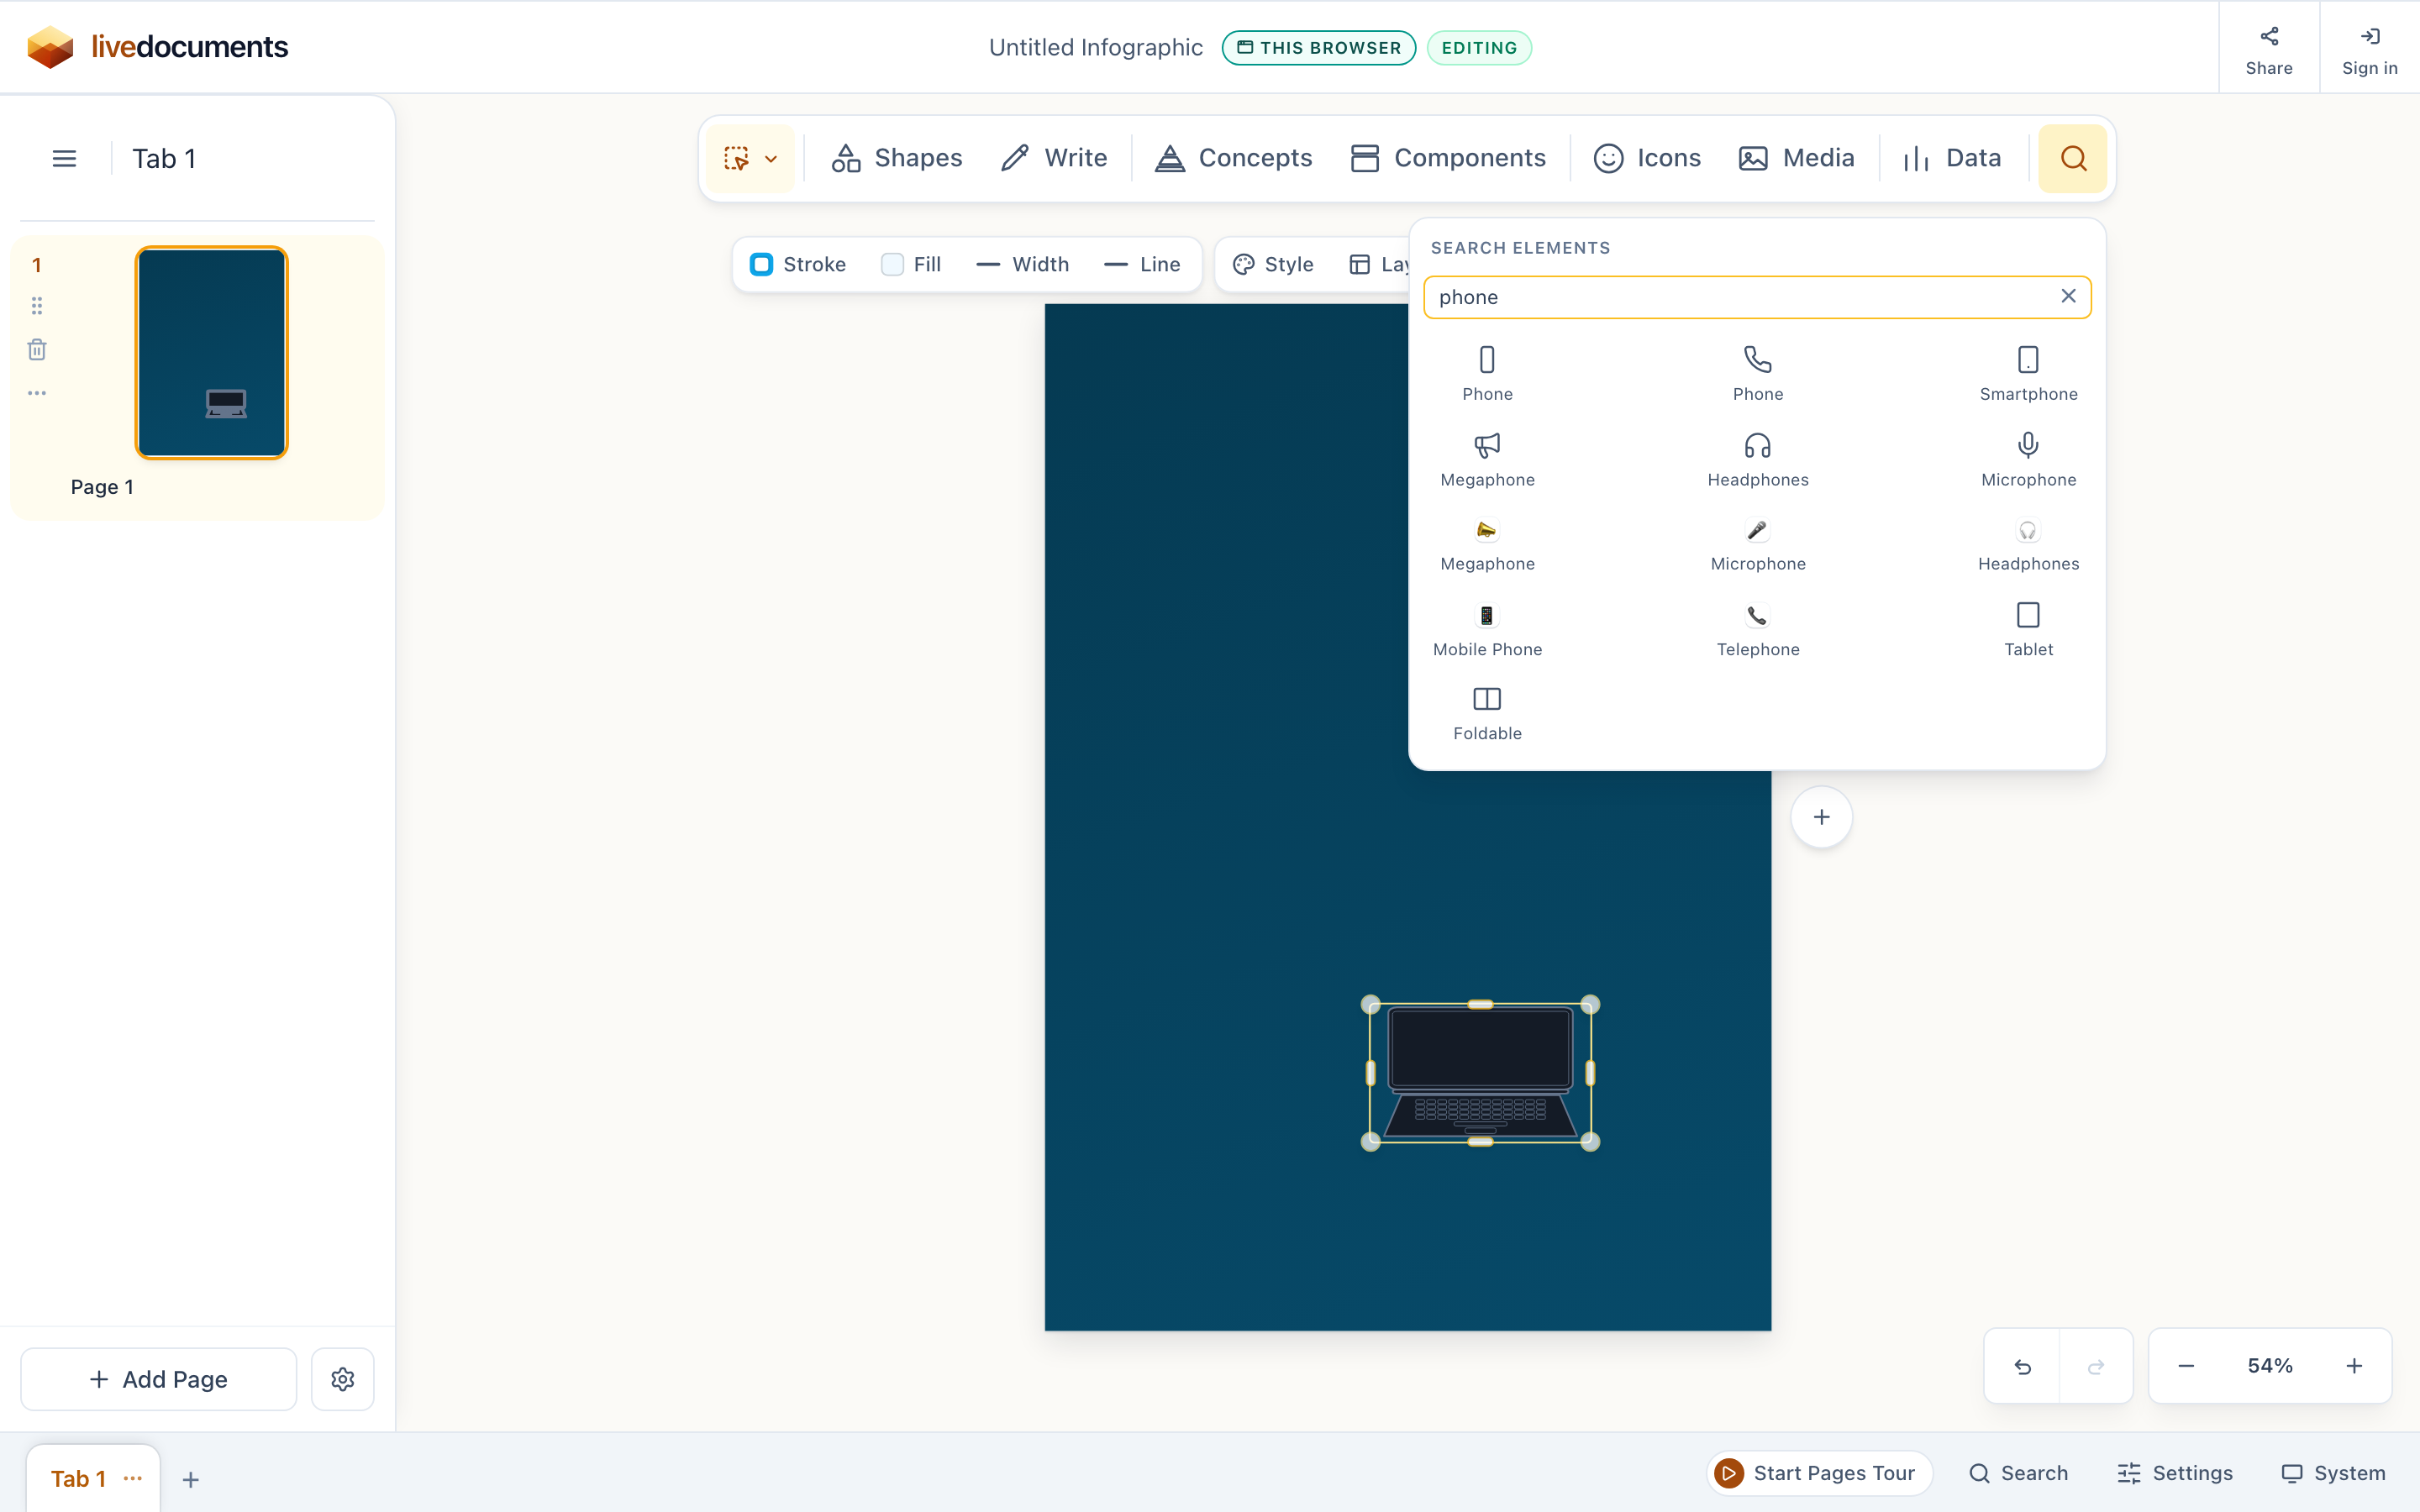 livedocuments
Untitled Infographic
THIS BROWSER
EDITING
Share
Sign in
Tab 1
Shapes
Write
Concepts
Components
Icons
Media
Data
1
Page 1
Stroke
Fill
Width
Line
Style
Lay
SEARCH ELEMENTS
phone
Phone
Phone
Smartphone
Megaphone
Headphones
Microphone
Megaphone
Microphone
Headphones
Mobile Phone
Telephone
Tablet
Foldable
Add Page
54%
Tab 1
Start Pages Tour
Search
Settings
System